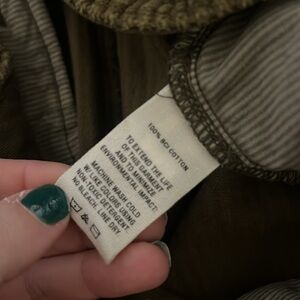 100% BCI COTTON
TO EXTEND THE LIFE
OF THIS GARMENT
AND TO MINIMIZE
ENVIRONMENTAL IMPACT:
MACHINE WASH COLD
W/ LIKE COLORS USING
NON-TOXIC DETERGENT.
NO BLEACH. LINE DRY.